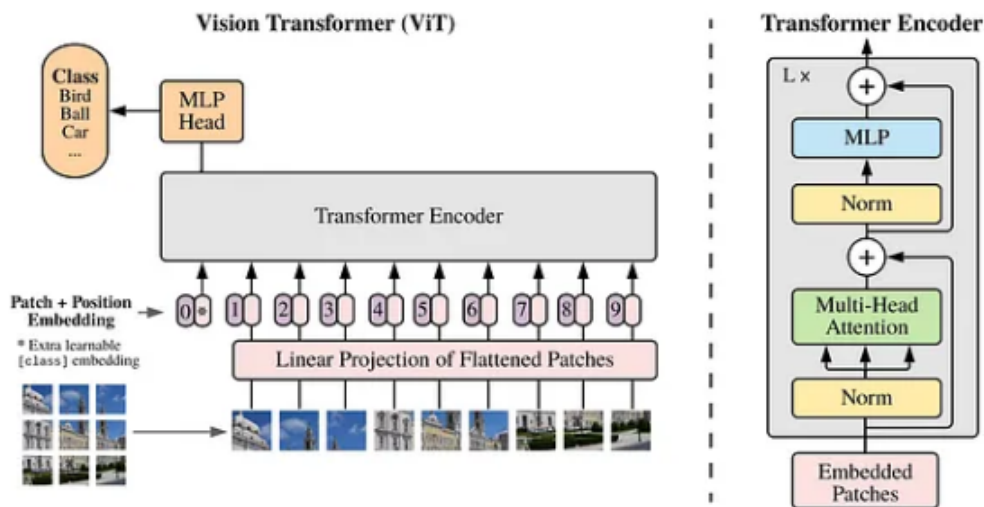 Vision Transformer (ViT)
Class
Bird
Ball
Car
...
MLP
Head
Transformer Encoder
Patch + Position
Embedding
0 * 1 2 3 4 5 6 7 8 9
* Extra learnable
[class] embedding
Linear Projection of Flattened Patches
Transformer Encoder
L ×
+
MLP
Norm
+
Multi-Head
Attention
Norm
Embedded
Patches